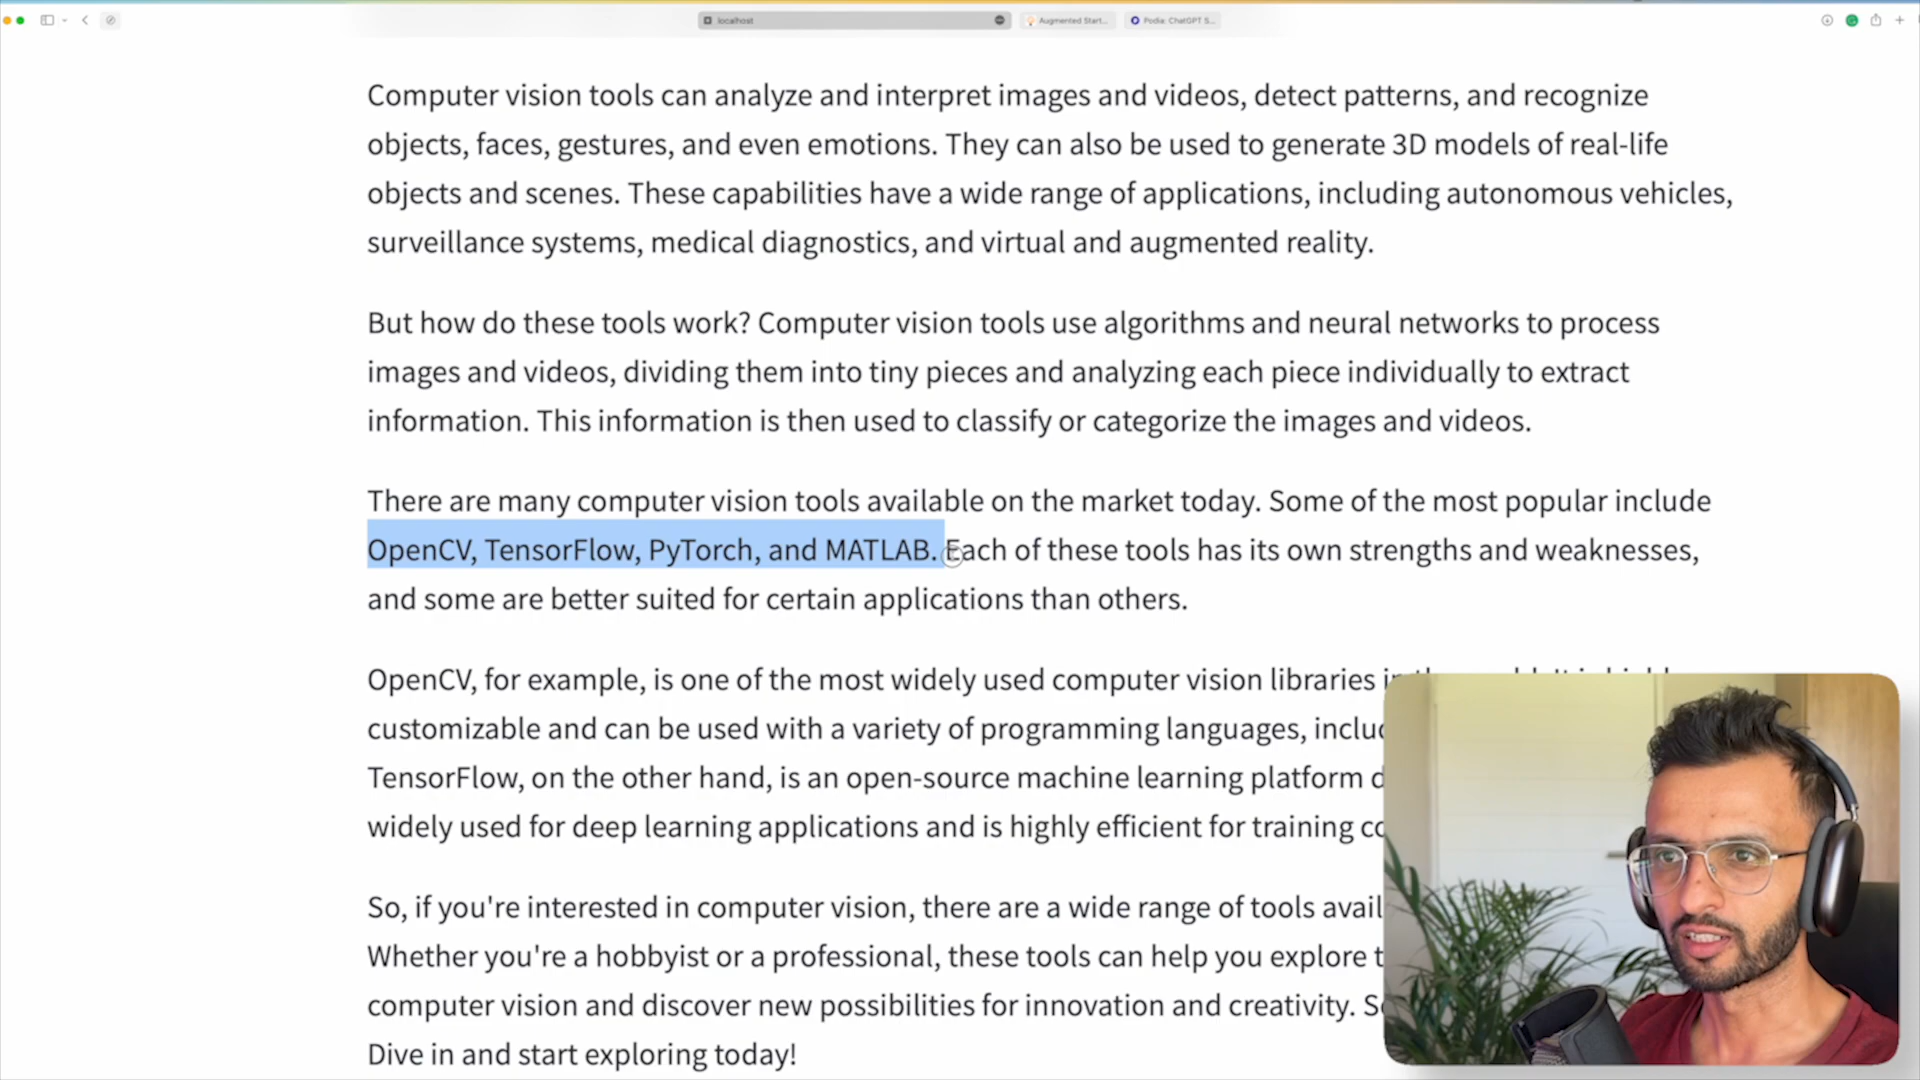 localhost
Augmented Start...
Podia: ChatGPT S...
Computer vision tools can analyze and interpret images and videos, detect patterns, and recognize
objects, faces, gestures, and even emotions. They can also be used to generate 3D models of real-life
objects and scenes. These capabilities have a wide range of applications, including autonomous vehicles,
surveillance systems, medical diagnostics, and virtual and augmented reality.
But how do these tools work? Computer vision tools use algorithms and neural networks to process
images and videos, dividing them into tiny pieces and analyzing each piece individually to extract
information. This information is then used to classify or categorize the images and videos.
There are many computer vision tools available on the market today. Some of the most popular include
OpenCV, TensorFlow, PyTorch, and MATLAB. Each of these tools has its own strengths and weaknesses,
and some are better suited for certain applications than others.
OpenCV, for example, is one of the most widely used computer vision libraries
customizable and can be used with a variety of programming languages,
TensorFlow, on the other hand, is an open-source machine learning platform
widely used for deep learning applications and is highly efficient for training
So, if you're interested in computer vision, there are a wide range of tools
Whether you're a hobbyist or a professional, these tools can help you explore
computer vision and discover new possibilities for innovation and creativity.
Dive in and start exploring today!